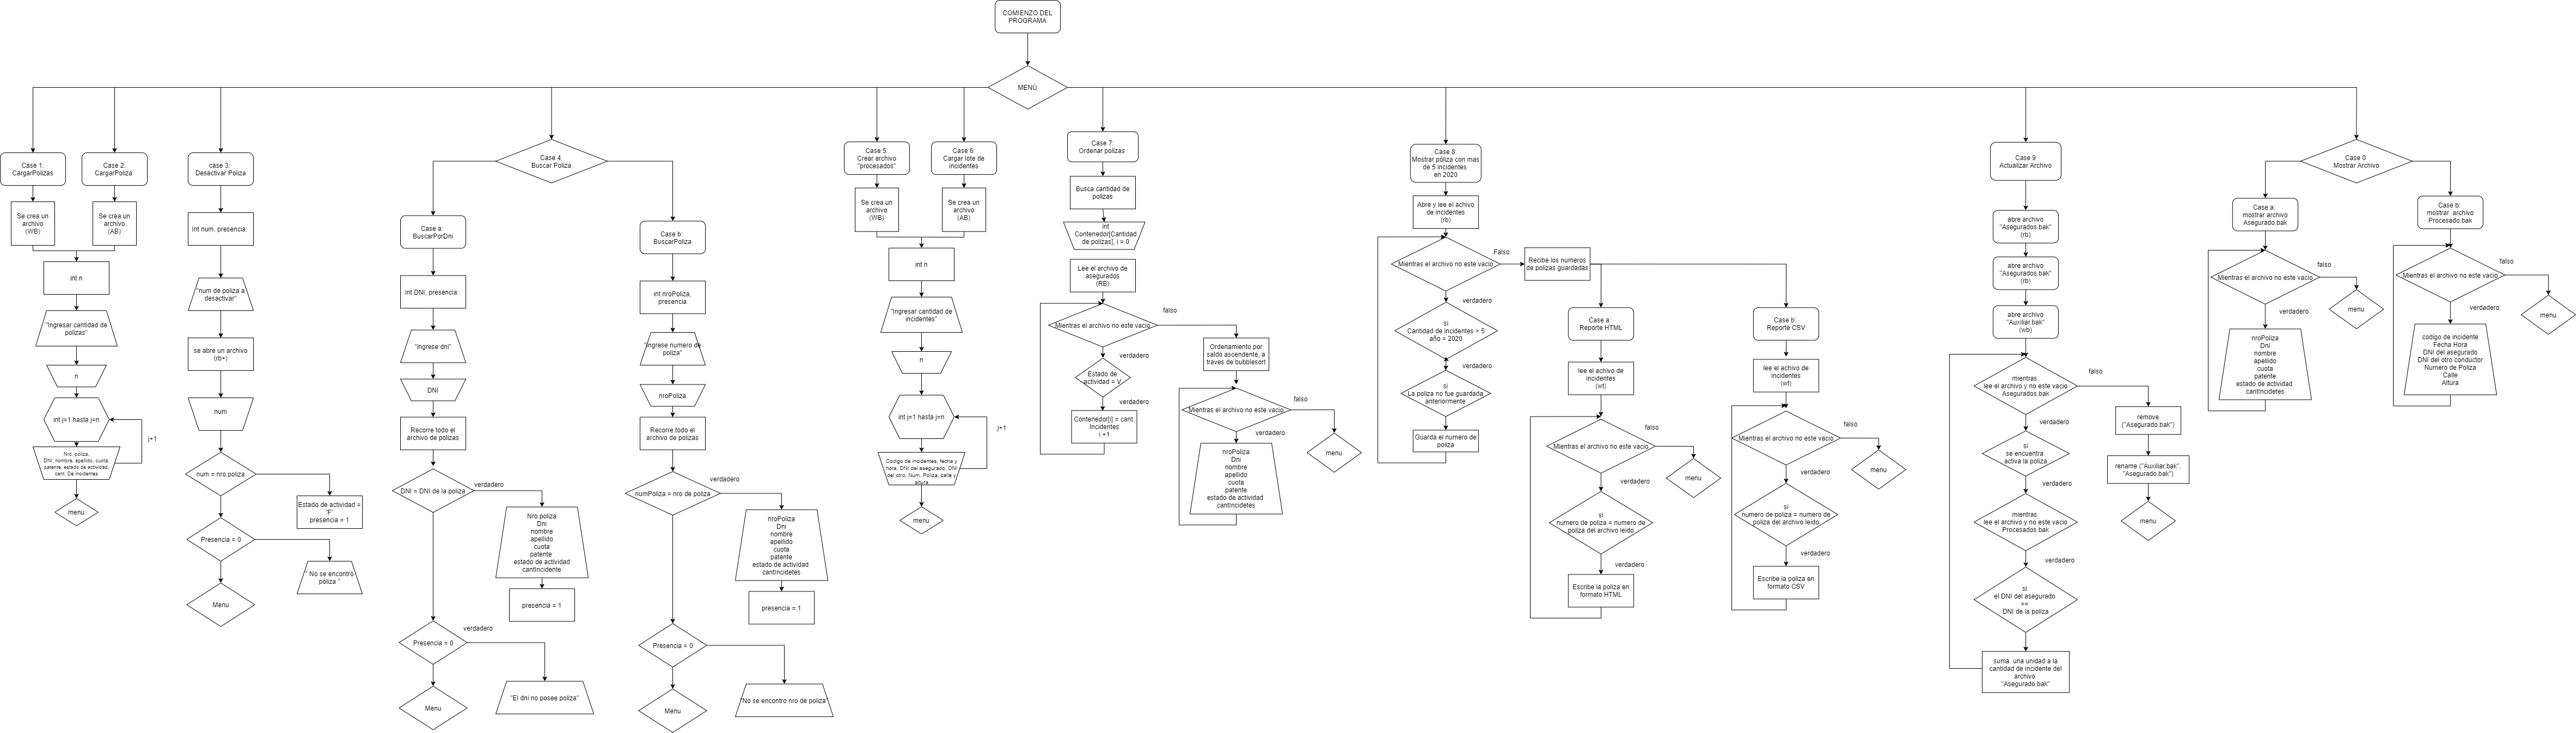 COMIENZO DEL
PROGRAMA
MENÚ
Case 1:
CargarPolizas
Se crea un
archivo
(WB)
Case 2:
CargarPoliza
Se crea un
archivo
(AB)
int n
"Ingresar cantidad de
polizas"
n
int j=1 hasta j=n
j+1
Nro. póliza,
DNI, nombre, apellido, cuota,
patente, estado de actividad,
cant. De incidentes
menu
case 3:
Desactivar Poliza
Int num, presencia:
"num de poliza a
desactivar"
se abre un archivo
(rb+)
num
num = nro.poliza
Estado de actividad =
'F'
presencia = 1
Presencia = 0
" No se encontró
póliza "
Menu
Case 4
Buscar Poliza
Case a:
BuscarPorDni
int DNI, presencia:
"ingrese dni"
DNI
Recorre todo el
archivo de polizas
DNI = DNI de la poliza
verdadero
Nro.poliza
Dni
nombre
apellido
cuota
patente
estado de actividad
cantIncidente
presencia = 1
Presencia = 0
verdadero
"El dni no posee poliza"
Menu
Case b:
BuscarPoliza
int nroPoliza,
presencia
"ingrese numero de
poliza"
nroPoliza
Recorre todo el
archivo de polizas
numPoliza = nro de poliza
verdadero
nroPoliza
Dni
nombre
apellido
cuota
patente
estado de actividad
cantIncidetes
presencia = 1
Presencia = 0
"No se encontro nro de poliza"
Menu
Case 5:
Crear archivo
"procesados"
Se crea un
archivo
(WB)
Case 6:
Cargar lote de
incidentes
Se crea un
archivo
(AB)
int n
"Ingresar cantidad de
incidentes"
n
int j=1 hasta j=n
j+1
Codigo de incidentes, fecha y
hora, DNI del asegurado, DNI
del otro, Num. Poliza, calle y
altura
menu
Case 7:
Ordenar polizas
Busca cantidad de
polizas
int
Contenedor[Cantidad
de polizas], i = 0
Lee el archivo de
asegurados
(RB)
Mientras el archivo no este vacio
falso
verdadero
Estado de
actividad = V
verdadero
Contenedor[i] = cant.
Incidentes
i +1
Ordenamiento por
saldo ascendente, a
traves de bubblesort
Mientras el archivo no este vacio
falso
verdadero
nroPoliza
Dni
nombre
apellido
cuota
patente
estado de actividad
cantIncidetes
menu
Case 8:
Mostrar póliza con mas
de 5 incidentes
en 2020
Abre y lee el achivo
de incidentes
(rb)
Mientras el archivo no este vacio
Falso
verdadero
si
Cantidad de incidentes > 5
año = 2020
verdadero
si
La poliza no fue guardada
anteriormente
Guarda el numero de
poliza
Recibe los numeros
de polizas guardadas
Case a:
Reporte HTML
lee el achivo de
incidentes
(wt)
Mientras el archivo no este vacio
falso
verdadero
menu
si
numero de poliza = numero de
poliza del archivo leido
verdadero
Escribe la poliza en
formato HTML
Case b:
Reporte CSV
lee el achivo de
incidentes
(wt)
Mientras el archivo no este vacio
falso
verdadero
menu
si
numero de poliza = numero de
poliza del archivo leido
verdadero
Escribe la poliza en
formato CSV
Case 9
Actualizar Archivo
abre archivo
"Asegurados.bak"
(rb)
abre archivo
"Asegurados.bak"
(rb)
abre archivo
"Auxiliar.bak"
(wb)
mientras
lee el archivo y no este vacio
Asegurados.bak
falso
verdadero
remove
("Asegurado.bak")
rename ("Auxiliar.bak",
"Asegurado.bak")
menu
si
se encuentra
activa la poliza
verdadero
mientras
lee el archivo y no este vacio
Procesados.bak
verdadero
si
el DNI del asegurado
==
DNI de la poliza
suma una unidad a la
cantidad de incidente del
archivo
"Asegurado.bak"
Case 0
Mostrar Archivo
Case a:
mostrar archivo
Asegurado.bak
Mientras el archivo no este vacio
falso
verdadero
menu
nroPoliza
Dni
nombre
apellido
cuota
patente
estado de actividad
cantIncidetes
Case b:
mostrar archivo
Procesado.bak
Mientras el archivo no este vacio
falso
verdadero
menu
codigo de incidente
Fecha Hora
DNI del asegurado
DNI del otro conductor
Numero de Poliza
Calle
Altura